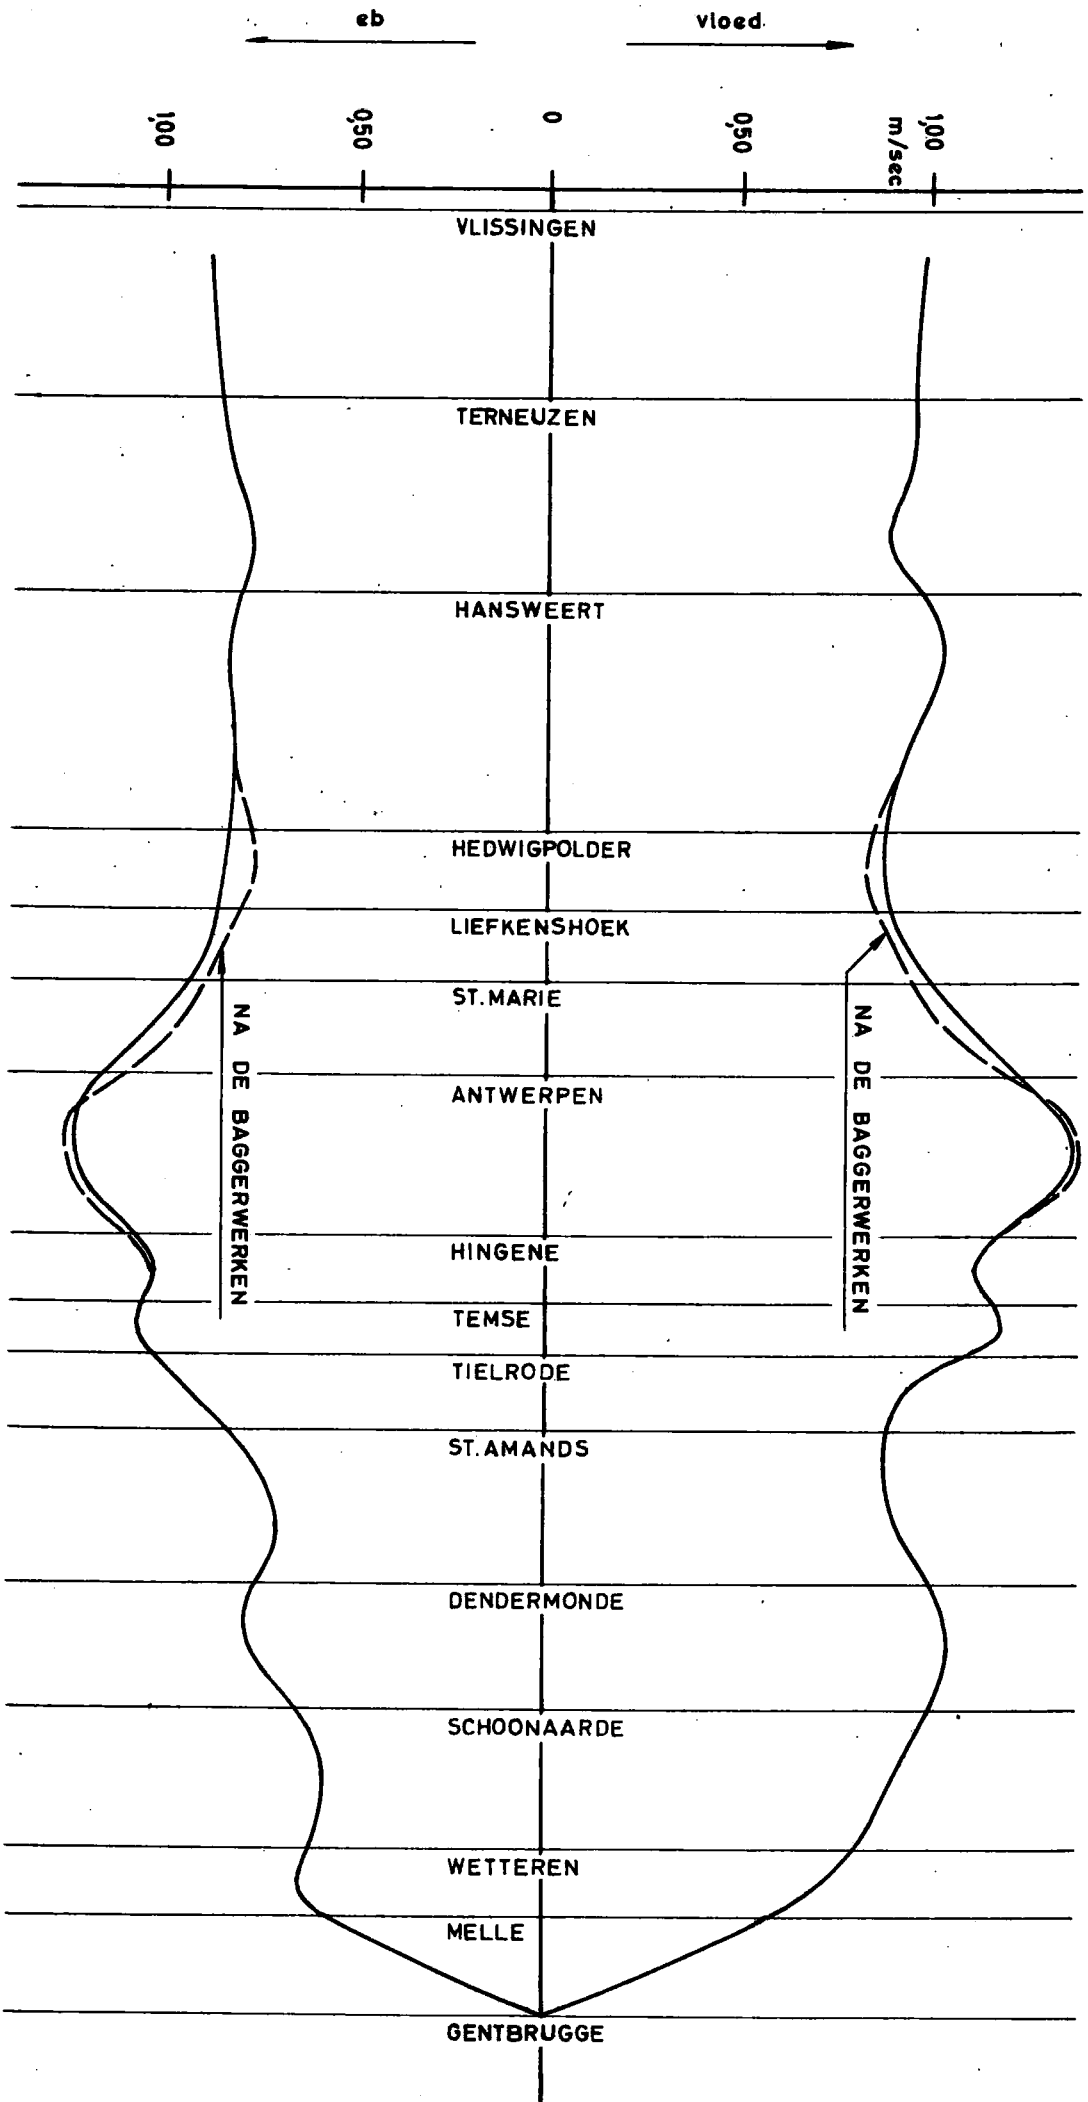 eb
vloed
1,00
0,50
0
0,50
1,00
m/sec
VLISSINGEN
TERNEUZEN
HANSWEERT
HEDWIGPOLDER
LIEFKENSHOEK
ST.MARIE
NA DE BAGGERWERKEN
NA DE BAGGERWERKEN
ANTWERPEN
HINGENE
TEMSE
TIELRODE
ST.AMANDS
DENDERMONDE
SCHOONAARDE
WETTEREN
MELLE
GENTBRUGGE